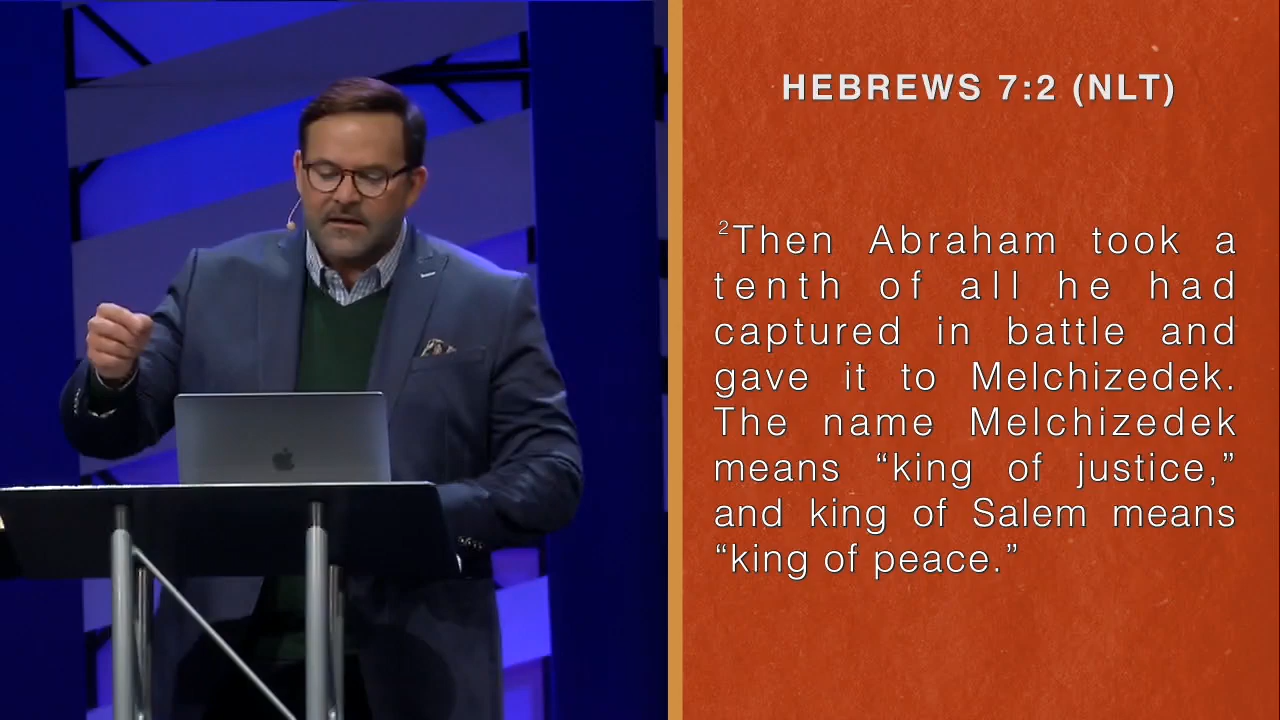 HEBREWS 7:2 (NLT)
²Then Abraham took a
tenth of all he had
captured in battle and
gave it to Melchizedek.
The name Melchizedek
means “king of justice,”
and king of Salem means
“king of peace.”